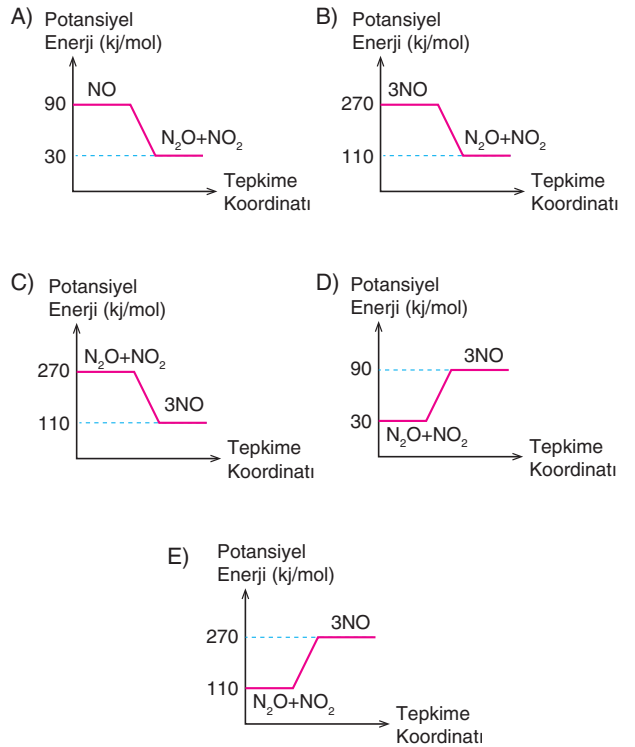 A) Potansiyel
Enerji (kj/mol)
NO
90
N₂O+NO₂
30
Tepkime
Koordinatı
B) Potansiyel
Enerji (kj/mol)
3NO
270
N₂O+NO₂
110
Tepkime
Koordinatı
C) Potansiyel
Enerji (kj/mol)
N₂O+NO₂
270
3NO
110
Tepkime
Koordinatı
D) Potansiyel
Enerji (kj/mol)
3NO
90
30
N₂O+NO₂
Tepkime
Koordinatı
E) Potansiyel
Enerji (kj/mol)
3NO
270
110
N₂O+NO₂
Tepkime
Koordinatı